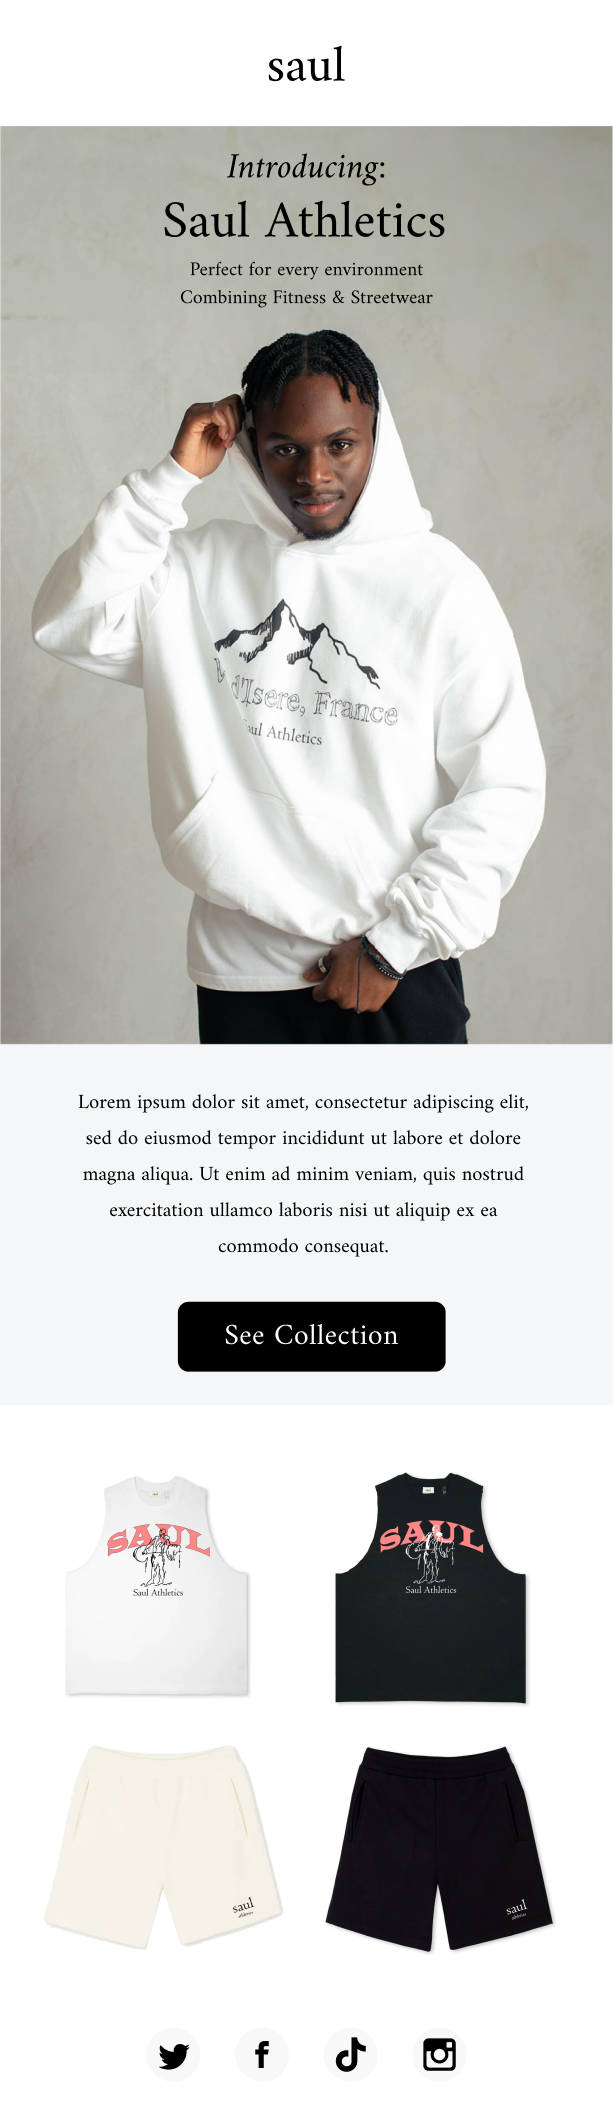 saul
Introducing:
Saul Athletics
Perfect for every environment
Combining Fitness & Streetwear
d'Isere, France
Saul Athletics
Lorem ipsum dolor sit amet, consectetur adipiscing elit,
sed do eiusmod tempor incididunt ut labore et dolore
magna aliqua. Ut enim ad minim veniam, quis nostrud
exercitation ullamco laboris nisi ut aliquip ex ea
commodo consequat.
See Collection
SAUL
Saul Athletics
SAUL
Saul Athletics
saul
athletics
saul
athletics